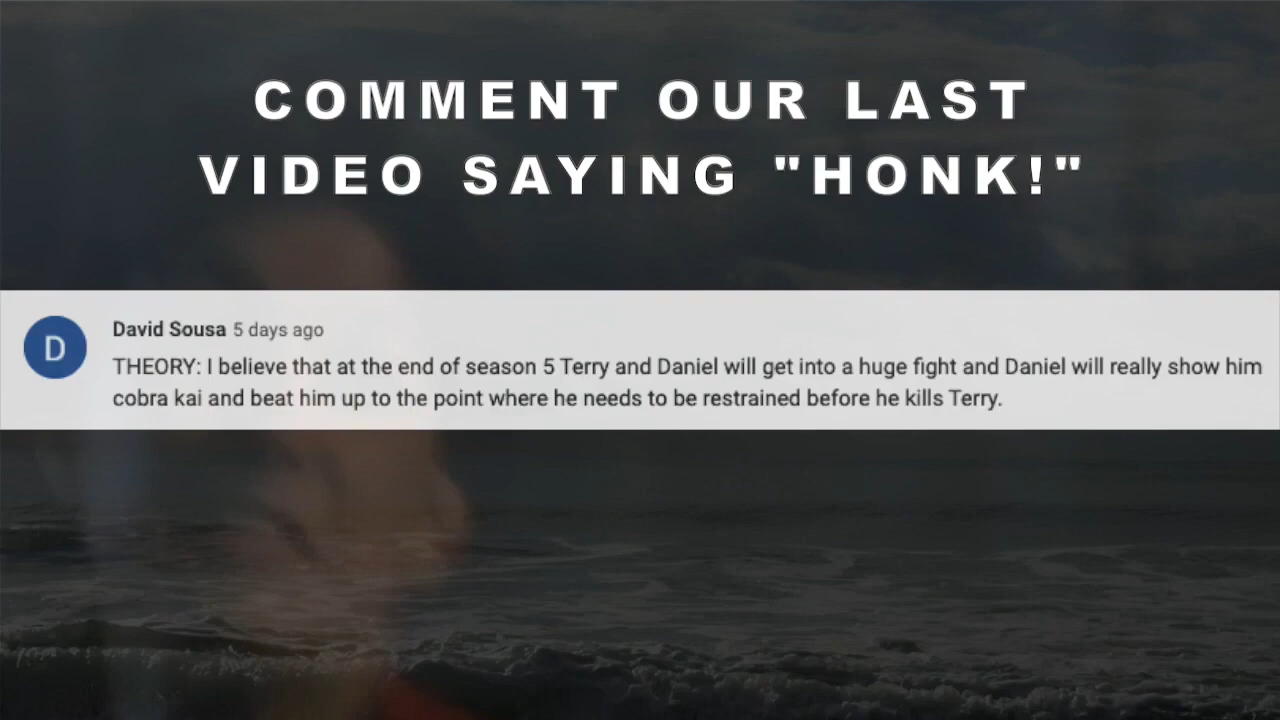 COMMENT OUR LAST
VIDEO SAYING "HONK!"
D
David Sousa 5 days ago
THEORY: I believe that at the end of season 5 Terry and Daniel will get into a huge fight and Daniel will really show him
cobra kai and beat him up to the point where he needs to be restrained before he kills Terry.